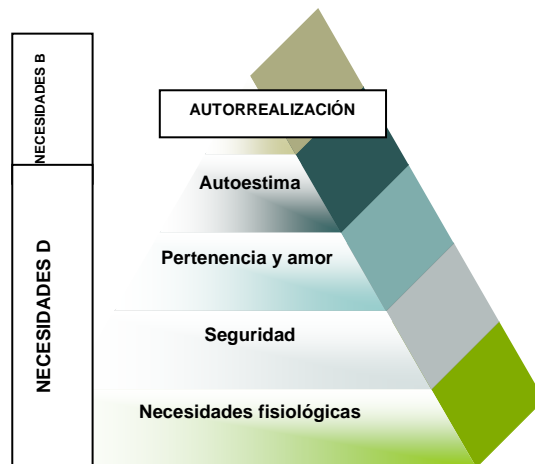 NECESIDADES B
AUTORREALIZACIÓN
Autoestima
Pertenencia y amor
NECESIDADES D
Seguridad
Necesidades fisiológicas